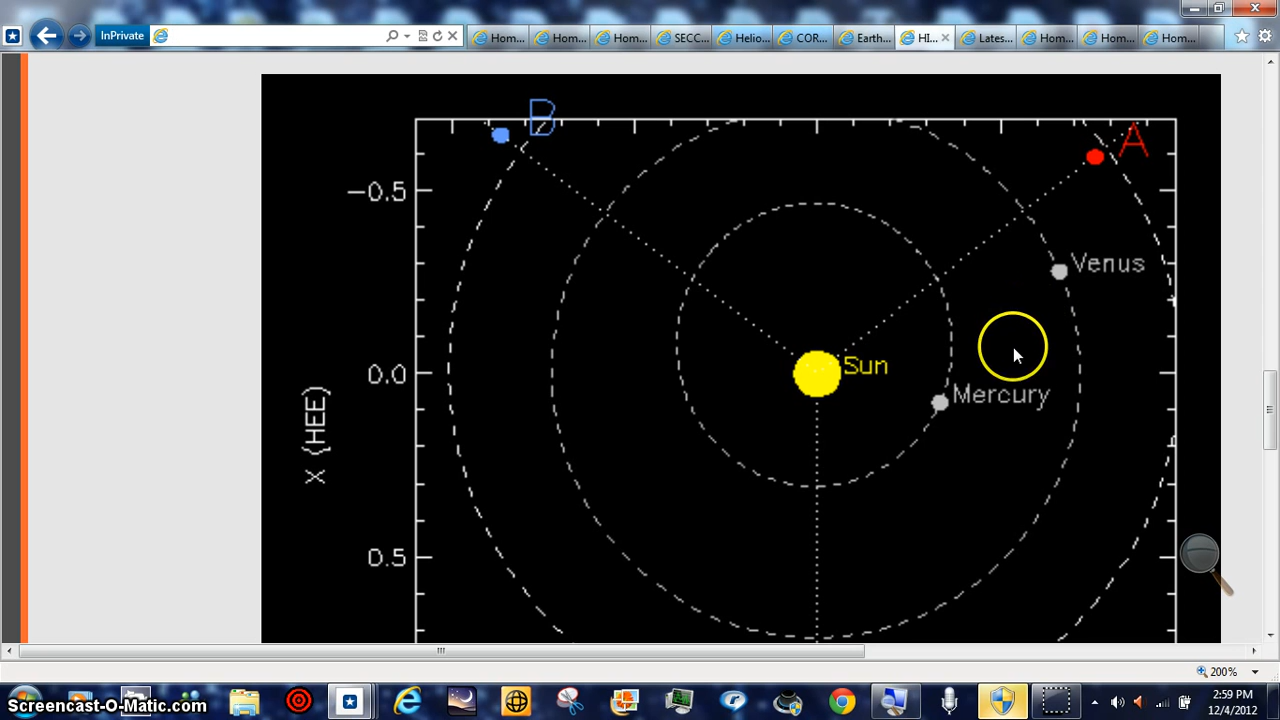 InPrivate
Hom...
Hom...
Hom...
SECC...
Helio...
COR...
Earth...
HI...
Lates...
Hom...
Hom...
Hom...
B
A
−0.5
Venus
Sun
0.0
Mercury
X (HEE)
0.5
200%
2:59 PM
12/4/2012
Screencast-O-Matic.com